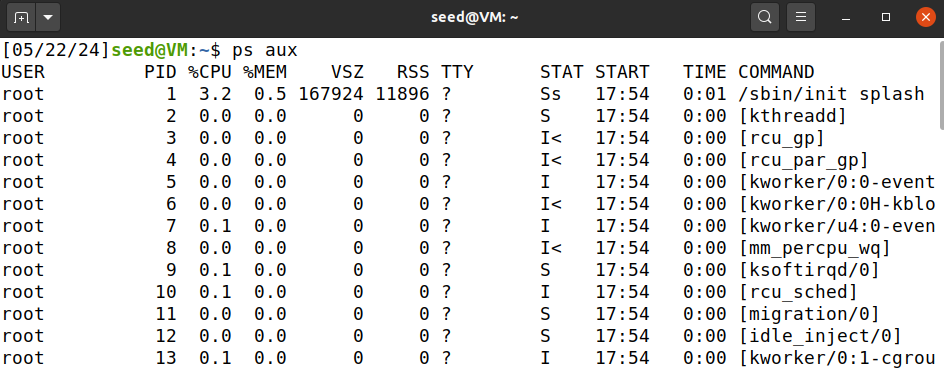 seed@VM: ~
[05/22/24]seed@VM:~$ ps aux
USER         PID %CPU %MEM    VSZ   RSS TTY      STAT START   TIME COMMAND
root           1  3.2  0.5 167924 11896 ?        Ss   17:54   0:01 /sbin/init splash
root           2  0.0  0.0      0     0 ?        S    17:54   0:00 [kthreadd]
root           3  0.0  0.0      0     0 ?        I<   17:54   0:00 [rcu_gp]
root           4  0.0  0.0      0     0 ?        I<   17:54   0:00 [rcu_par_gp]
root           5  0.0  0.0      0     0 ?        I    17:54   0:00 [kworker/0:0-event
root           6  0.0  0.0      0     0 ?        I<   17:54   0:00 [kworker/0:0H-kblo
root           7  0.1  0.0      0     0 ?        I    17:54   0:00 [kworker/u4:0-even
root           8  0.0  0.0      0     0 ?        I<   17:54   0:00 [mm_percpu_wq]
root           9  0.1  0.0      0     0 ?        S    17:54   0:00 [ksoftirqd/0]
root          10  0.1  0.0      0     0 ?        I    17:54   0:00 [rcu_sched]
root          11  0.0  0.0      0     0 ?        S    17:54   0:00 [migration/0]
root          12  0.0  0.0      0     0 ?        S    17:54   0:00 [idle_inject/0]
root          13  0.1  0.0      0     0 ?        I    17:54   0:00 [kworker/0:1-cgrou